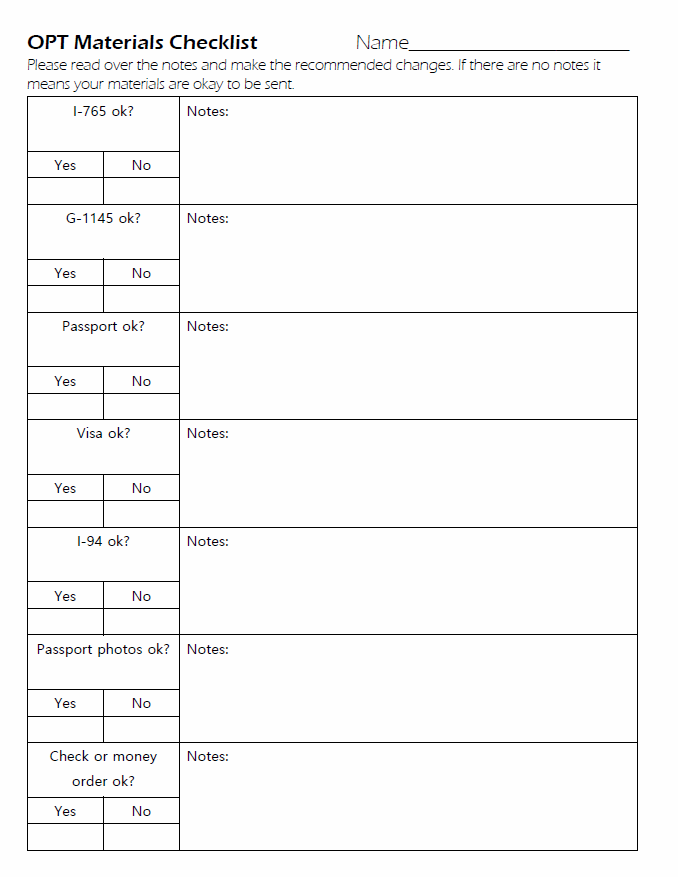 OPT Materials Checklist Name_______________________
Please read over the notes and make the recommended changes. If there are no notes it
means your materials are okay to be sent.
I-765 ok? Notes:
Yes No
G-1145 ok? Notes:
Yes No
Passport ok? Notes:
Yes No
Visa ok? Notes:
Yes No
I-94 ok? Notes:
Yes No
Passport photos ok? Notes:
Yes No
Check or money Notes:
order ok?
Yes No